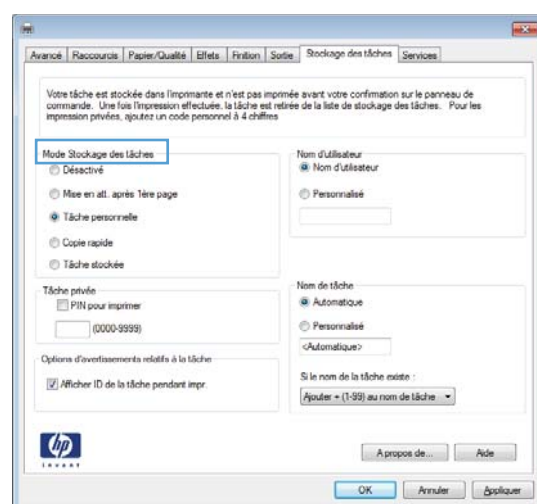 Avancé Raccourcis Papier/Qualité Effets Finition Sortie Stockage des tâches Services
Votre tâche est stockée dans l'imprimante et n'est pas imprimée avant votre confirmation sur le panneau de
commande. Une fois l'impression effectuée, la tâche est retirée de la liste de stockage des tâches. Pour les
impression privées, ajoutez un code personnel à 4 chiffres
Mode Stockage des tâches
Désactivé
Mise en att. après 1ère page
Tâche personnelle
Copie rapide
Tâche stockée
Nom d'utilisateur
Nom d'utilisateur
Personnalisé
Tâche privée
PIN pour imprimer
(0000-9999)
Nom de tâche
Automatique
Personnalisé
<Automatique>
Si le nom de la tâche existe :
Ajouter + (1-99) au nom de tâche
Options d'avertissements relatifs à la tâche
Afficher ID de la tâche pendant impr.
hp
invent
A propos de... Aide
OK Annuler Appliquer